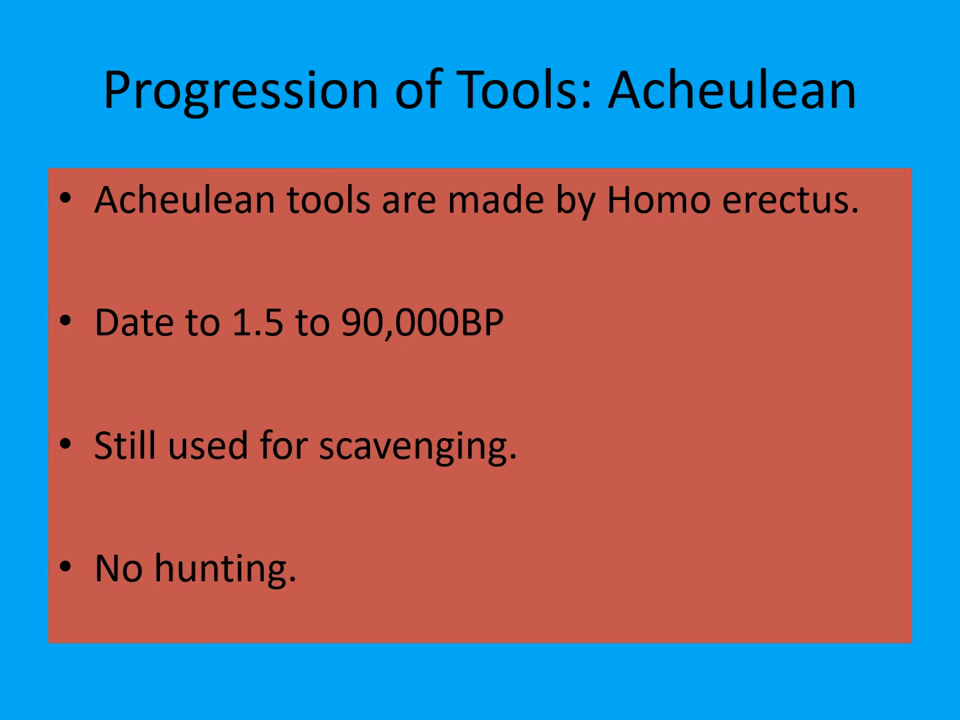 Progression of Tools: Acheulean
• Acheulean tools are made by Homo erectus.
• Date to 1.5 to 90,000BP
• Still used for scavenging.
• No hunting.